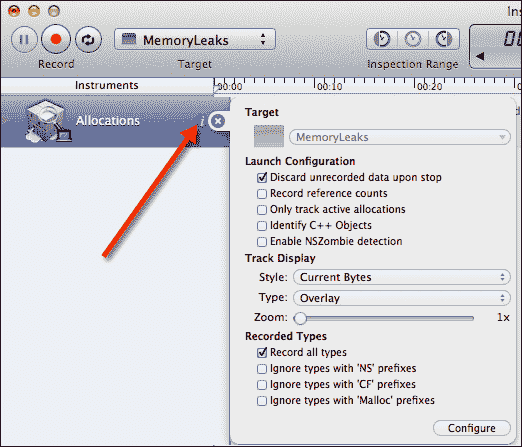 Ins
MemoryLeaks
Record
Target
Inspection Range
Instruments
00:00
00:10
00:20
Allocations
i
Target
MemoryLeaks
Launch Configuration
Discard unrecorded data upon stop
Record reference counts
Only track active allocations
Identify C++ Objects
Enable NSZombie detection
Track Display
Style: Current Bytes
Type: Overlay
Zoom: 1x
Recorded Types
Record all types
Ignore types with 'NS' prefixes
Ignore types with 'CF' prefixes
Ignore types with 'Malloc' prefixes
Configure